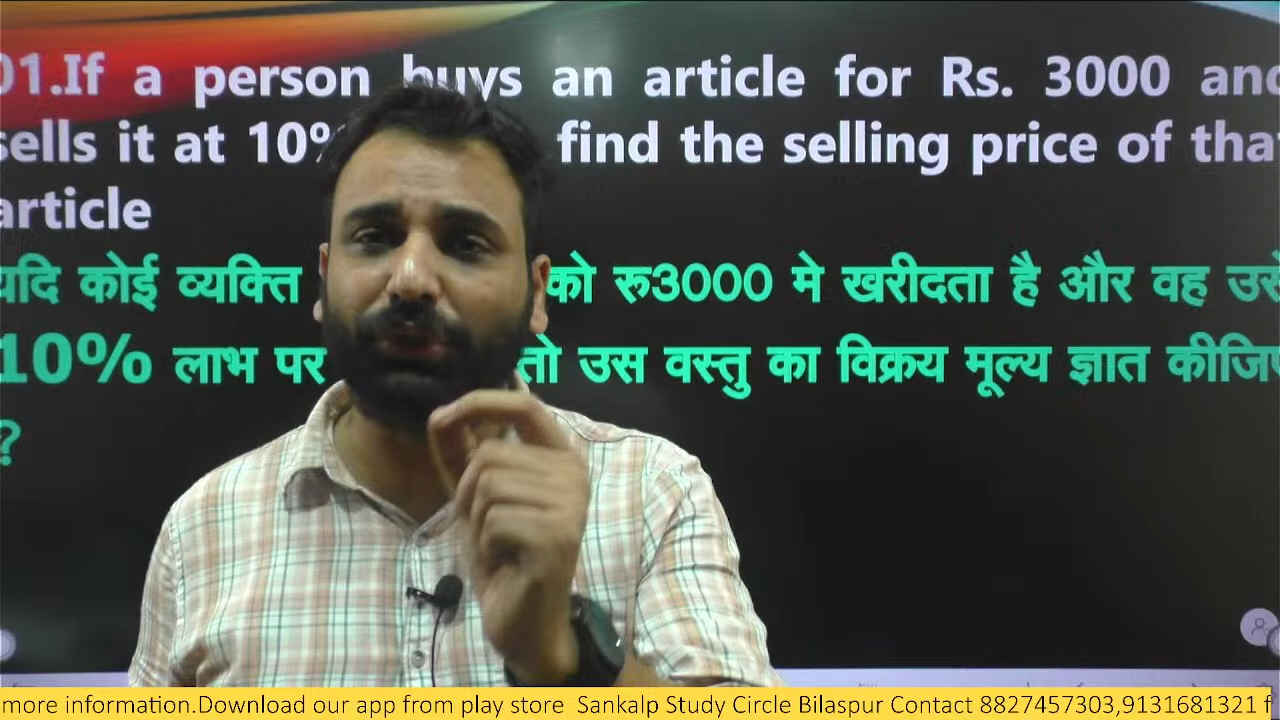 01.If a person buys an article for Rs. 3000 and
sells it at 10% find the selling price of tha
article
यदि कोई व्यक्ति को रू3000 मे खरीदता है और वह उसे
10% लाभ पर तो उस वस्तु का विक्रय मूल्य ज्ञात कीजिए
?
more information.Download our app from play store Sankalp Study Circle Bilaspur Contact 8827457303,9131681321 f